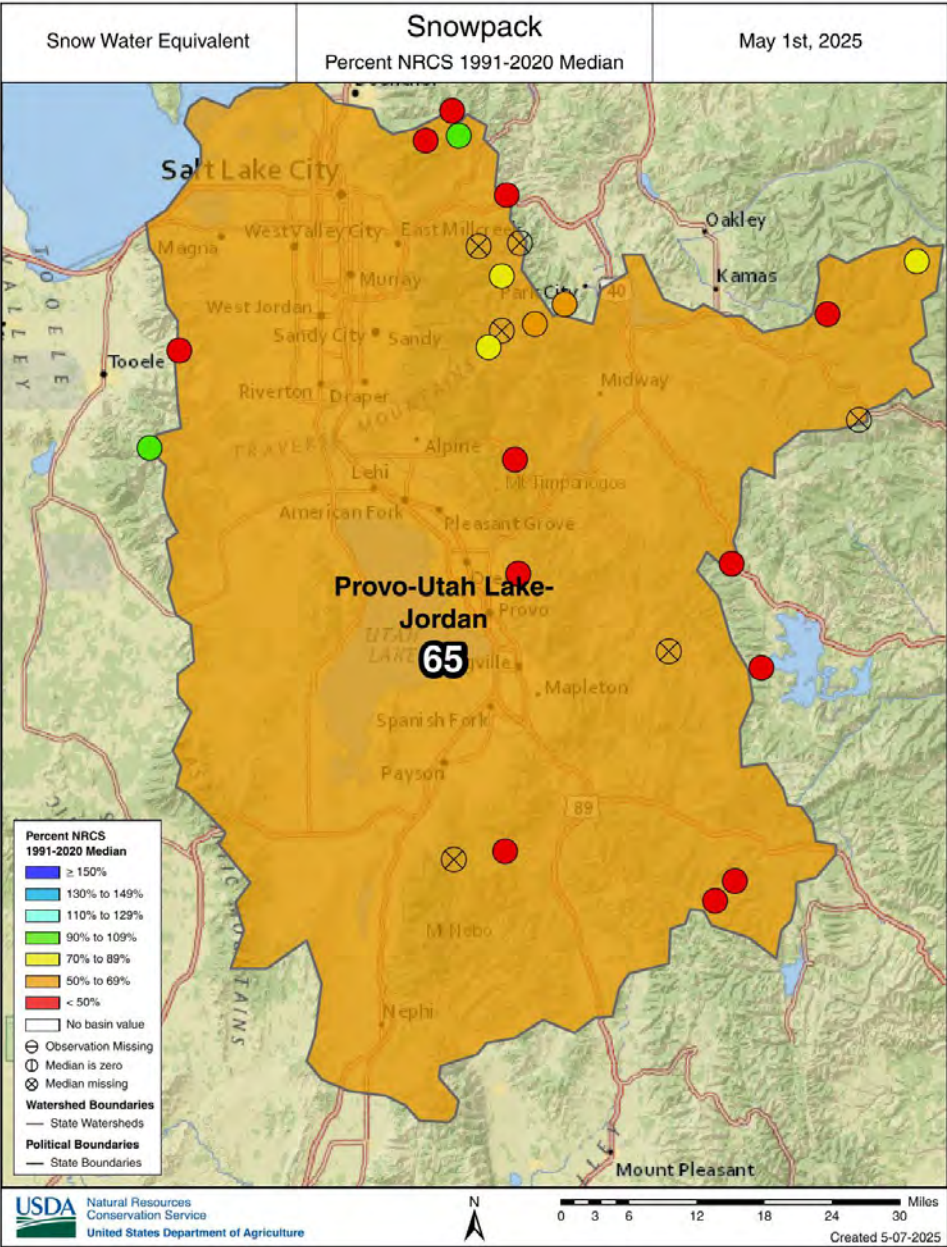 Snow Water Equivalent
Snowpack
Percent NRCS 1991-2020 Median
May 1st, 2025
Salt Lake City
Magna
West Valley City
East Millcreek
Murray
West Jordan
Sandy City
Sandy
Park City
40
Oakley
Kamas
TOOELE
VALLEY
Tooele
Riverton
Draper
Midway
TRAVERSE MOUNTAINS
Alpine
Lehi
Mt Timpanogos
American Fork
Pleasant Grove
Provo-Utah Lake-
Jordan
65
Provo
UTAH
LAKE
Mapleton
Spanish Fork
Payson
89
Nephi
Mount Pleasant
Percent NRCS
1991-2020 Median
≥ 150%
130% to 149%
110% to 129%
90% to 109%
70% to 89%
50% to 69%
< 50%
No basin value
Observation Missing
Median is zero
Median missing
Watershed Boundaries
State Watersheds
Political Boundaries
State Boundaries
USDA
Natural Resources
Conservation Service
United States Department of Agriculture
N
Miles
0 3 6 12 18 24 30
Created 5-07-2025